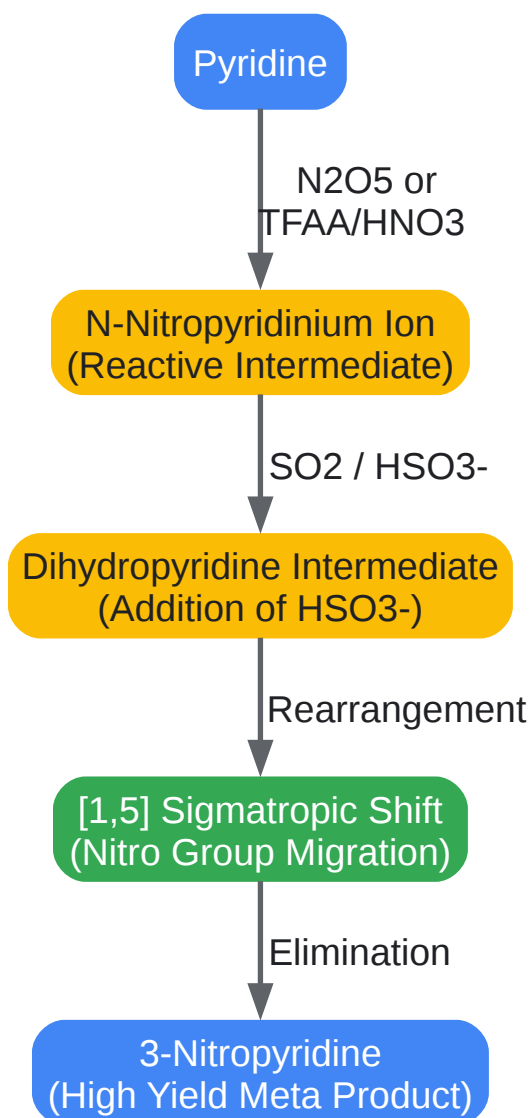 Pyridine
N2O5 or
TFAA/HNO3
N-Nitropyridinium Ion
(Reactive Intermediate)
SO2 / HSO3-
Dihydropyridine Intermediate
(Addition of HSO3-)
Rearrangement
[1,5] Sigmatropic Shift
(Nitro Group Migration)
Elimination
3-Nitropyridine
(High Yield Meta Product)